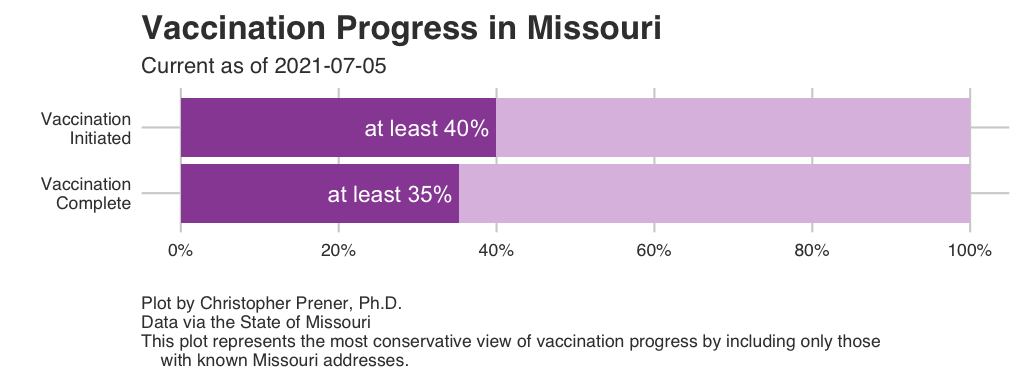 Vaccination Progress in Missouri
Current as of 2021-07-05
Vaccination
Initiated
at least 40%
Vaccination
Complete
at least 35%
0% 20% 40% 60% 80% 100%
Plot by Christopher Prener, Ph.D.
Data via the State of Missouri
This plot represents the most conservative view of vaccination progress by including only those
with known Missouri addresses.